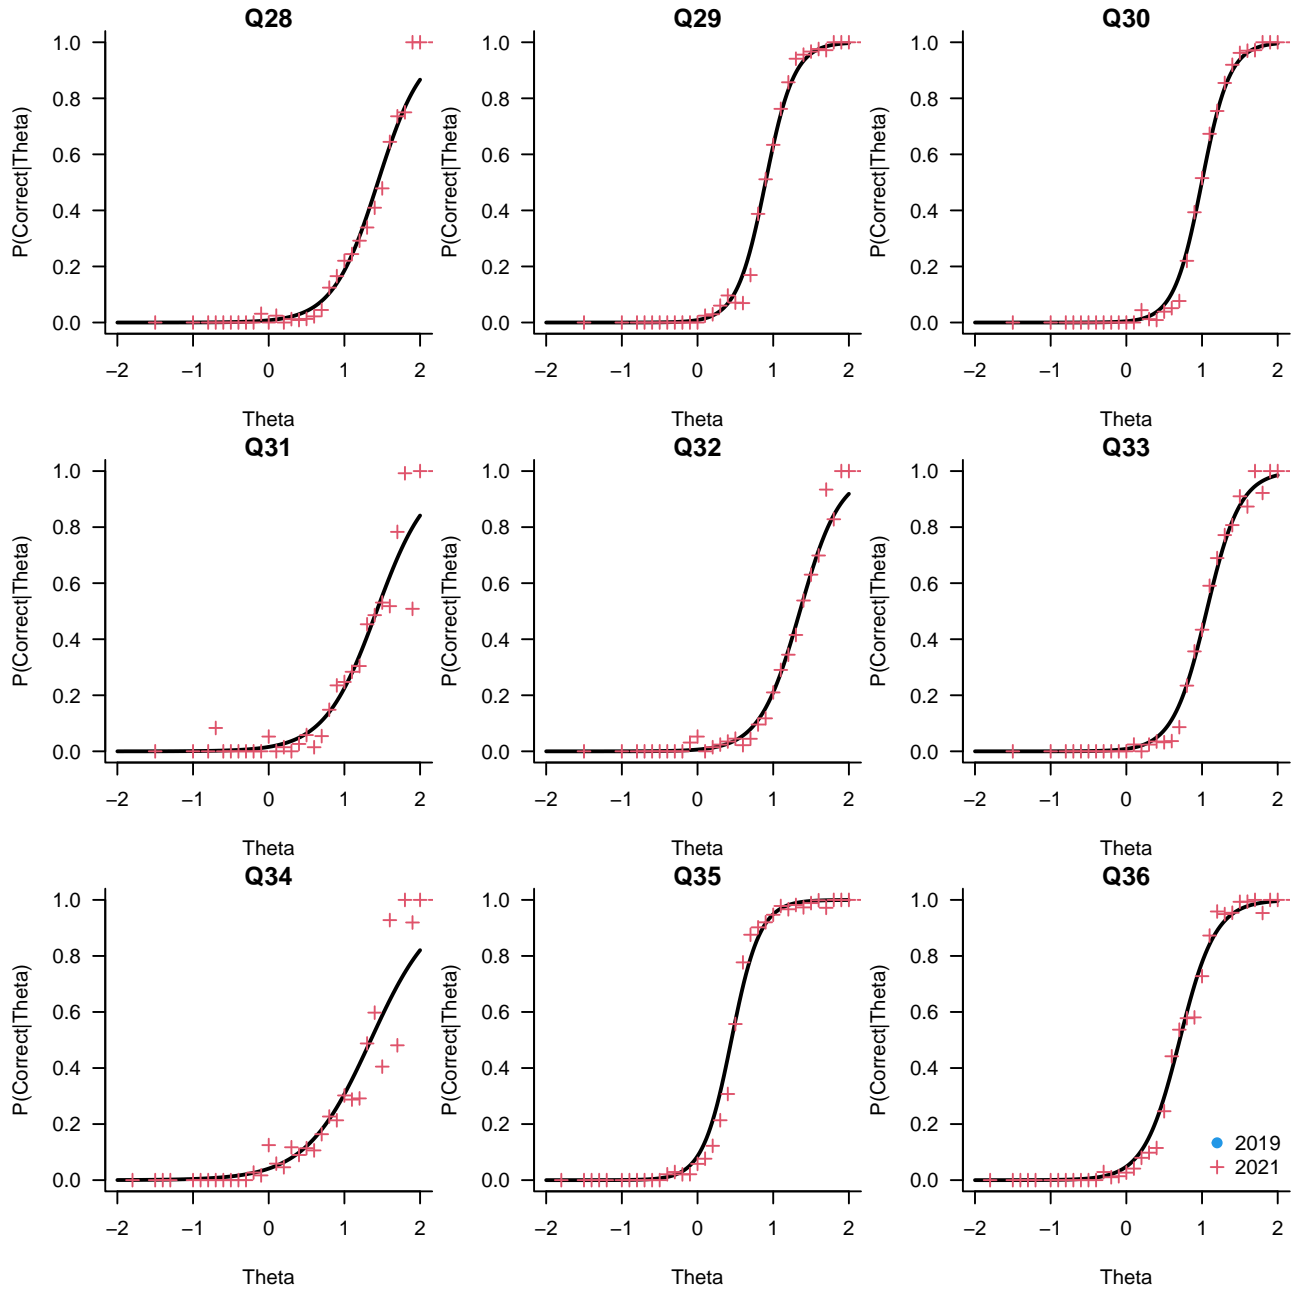 Q28 Q29 Q30
P(Correct|Theta) P(Correct|Theta) P(Correct|Theta)
1.0 1.0 1.0
0.8 0.8 0.8
0.6 0.6 0.6
0.4 0.4 0.4
0.2 0.2 0.2
0.0 0.0 0.0
−2 −1 0 1 2 −2 −1 0 1 2 −2 −1 0 1 2
Theta Theta Theta
Q31 Q32 Q33
P(Correct|Theta) P(Correct|Theta) P(Correct|Theta)
1.0 1.0 1.0
0.8 0.8 0.8
0.6 0.6 0.6
0.4 0.4 0.4
0.2 0.2 0.2
0.0 0.0 0.0
−2 −1 0 1 2 −2 −1 0 1 2 −2 −1 0 1 2
Theta Theta Theta
Q34 Q35 Q36
P(Correct|Theta) P(Correct|Theta) P(Correct|Theta)
1.0 1.0 1.0
0.8 0.8 0.8
0.6 0.6 0.6
0.4 0.4 0.4
0.2 0.2 0.2
0.0 0.0 0.0
2019
2021
−2 −1 0 1 2 −2 −1 0 1 2 −2 −1 0 1 2
Theta Theta Theta